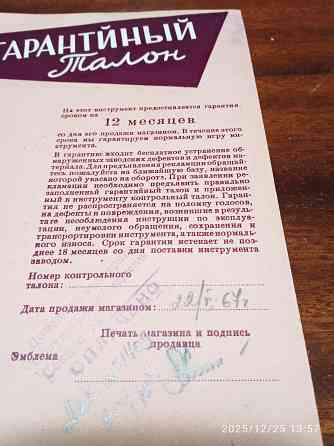 ГАРАНТИЙНЫЙ
Талон
На этот инструмент предоставляется гарантия
сроком на
12 месяцев
со дня его продажи магазином. В течение этого
срока мы гарантируем нормальную игру ин-
струмента.
В гарантию входит бесплатное устранение об-
наруженных заводских дефектов и дефектов ма-
териала. Для предъявления рекламации обращай-
тесь пожалуйста на ближайшую базу, название
которой указано на обороте. При заявлении ре-
кламации необходимо предъявить правильно
заполненный гарантийный талон и приложен-
ный к инструменту контрольный талон. Гаран-
тия не распространяется на поломку голосов,
на дефекты и повреждения, возникшие в резуль-
тате несоблюдения инструкции по эксплуа-
тации, неумелого обращения, сохранения и
транспортировки инструмента, а также нормаль-
ного износа. Срок гарантии истекает не поз-
днее 18 месяцев со дня поставки инструмента
заводом.
Номер контрольного
талона:
Дата продажи магазином: 22/
Печать магазина и подпись
продавца
Эмблема
ОПЛАЧЕНО
2025/12/25 13:57